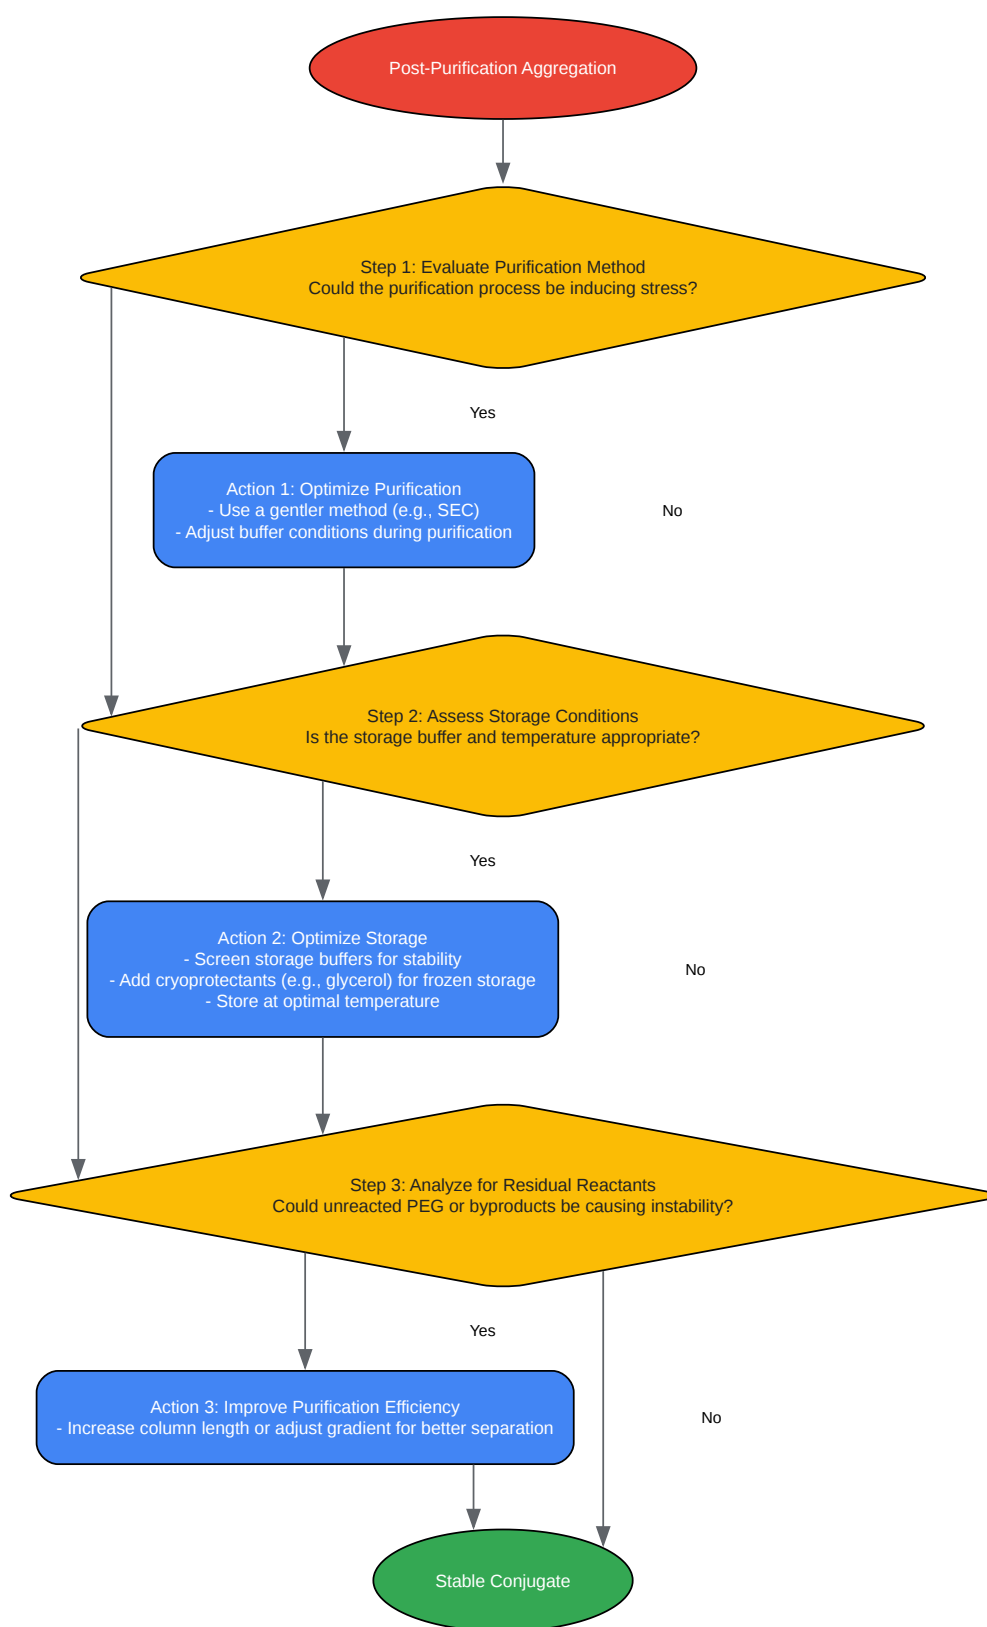 Post-Purification Aggregation
Step 1: Evaluate Purification Method
Could the purification process be inducing stress?
Yes
Action 1: Optimize Purification
- Use a gentler method (e.g., SEC)
- Adjust buffer conditions during purification
No
Step 2: Assess Storage Conditions
Is the storage buffer and temperature appropriate?
Yes
Action 2: Optimize Storage
- Screen storage buffers for stability
- Add cryoprotectants (e.g., glycerol) for frozen storage
- Store at optimal temperature
No
Step 3: Analyze for Residual Reactants
Could unreacted PEG or byproducts be causing instability?
Yes
Action 3: Improve Purification Efficiency
- Increase column length or adjust gradient for better separation
No
Stable Conjugate